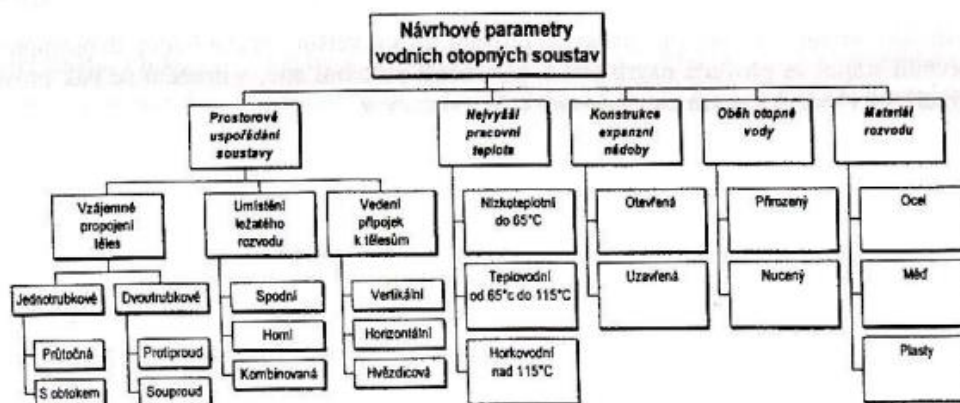 Návrhové parametry
vodních otopných soustav
Prostorové
uspořádání
soustavy
Nejvyšší
pracovní
teplota
Konstrukce
expanzní
nádoby
Oběh otopné
vody
Materiál
rozvodu
Vzájemné
propojení
těles
Umístění
ležatého
rozvodu
Vedení
přípojek
k tělesům
Nízkoteplotní
do 65°C
Otevřená
Přirozený
Ocel
Jednotrubkové
Dvoutrubkové
Spodní
Vertikální
Teplovodní
od 65°c do 115°C
Uzavřená
Nucený
Měď
Průtočná
Protiproud
Horní
Horizontální
S obtokem
Souproud
Kombinovaná
Hvězdicová
Horkovodní
nad 115°C
Plasty